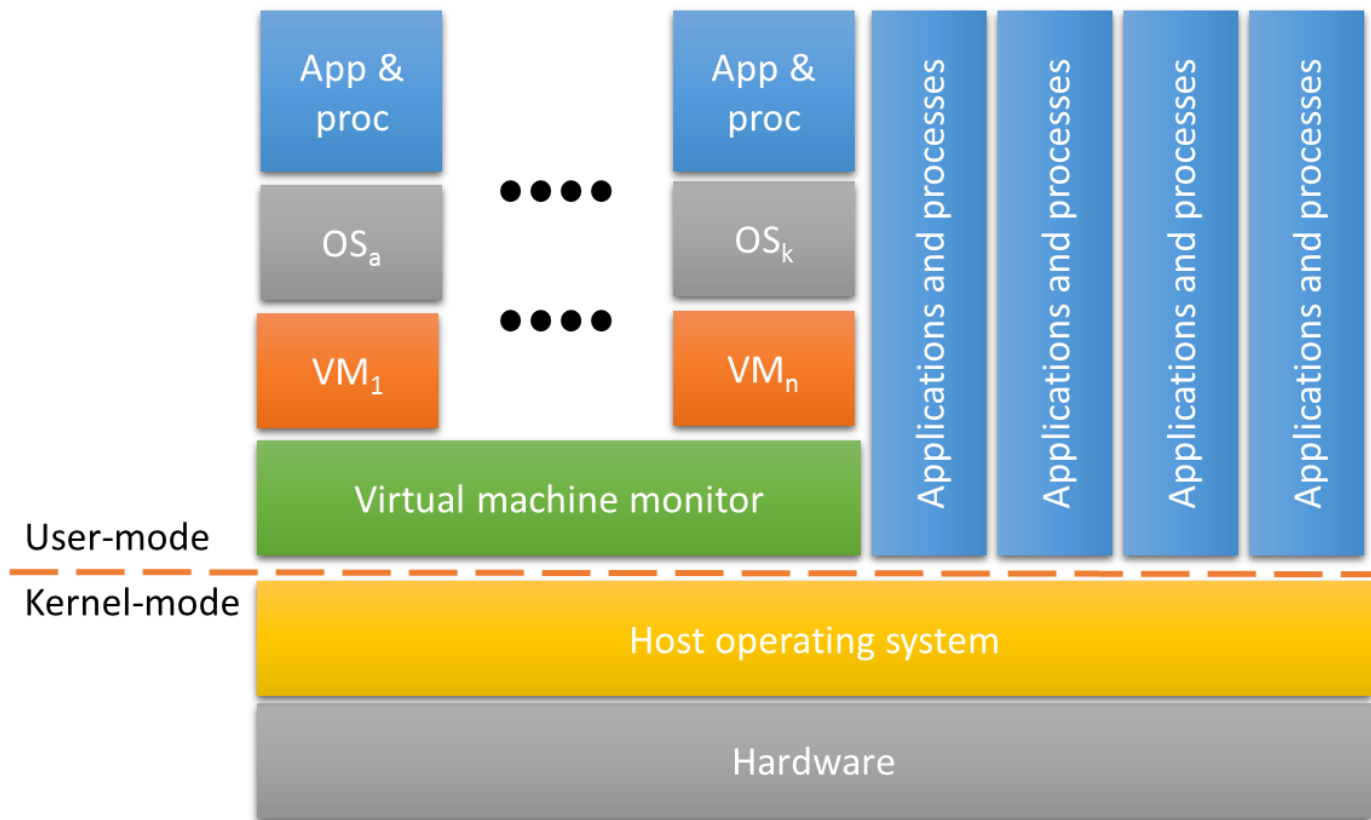 App &
proc
App &
proc
Applications and processes
Applications and processes
Applications and processes
Applications and processes
OSₐ
OSₖ
VM₁
VMₙ
Virtual machine monitor
User-mode
Kernel-mode
Host operating system
Hardware